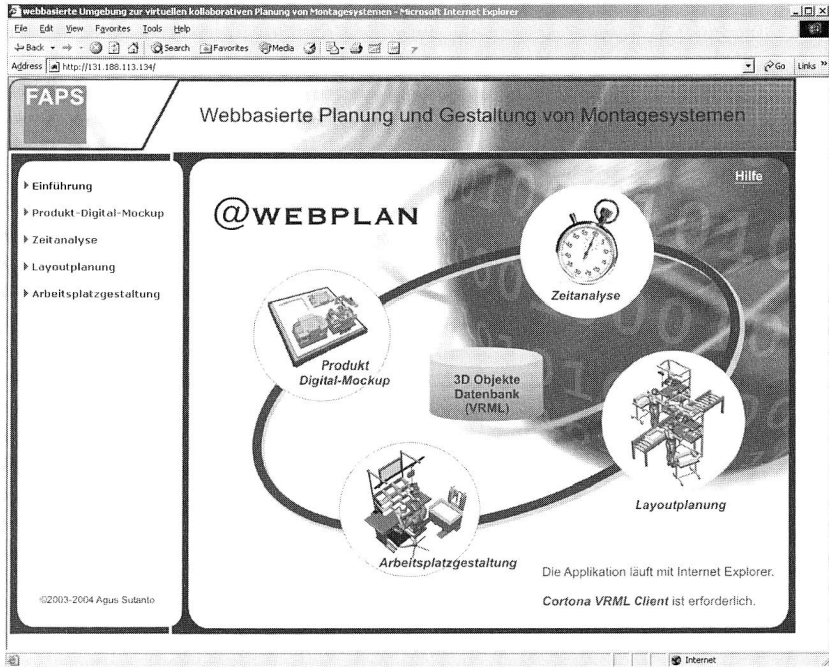 webbasierte Umgebung zur virtuellen kollaborativen Planung von Montagesystemen - Microsoft Internet Explorer
File Edit View Favorites Tools Help
Back Search Favorites Media
Address http://131.188.113.134/ Go Links »
FAPS
Webbasierte Planung und Gestaltung von Montagesystemen
Einführung
Produkt-Digital-Mockup
Zeitanalyse
Layoutplanung
Arbeitsplatzgestaltung
Hilfe
@WEBPLAN
Zeitanalyse
Produkt
Digital-Mockup
3D Objekte
Datenbank
(VRML)
Layoutplanung
Arbeitsplatzgestaltung
Die Applikation läuft mit Internet Explorer.
Cortona VRML Client ist erforderlich.
©2003-2004 Agus Sutanto
Internet